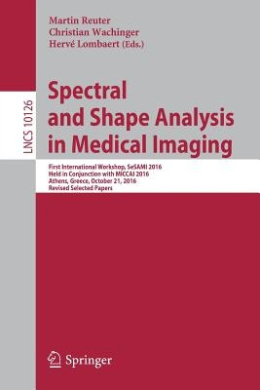 Martin Reuter
Christian Wachinger
Hervé Lombaert (Eds.)
LNCS 10126
Spectral
and Shape Analysis
in Medical Imaging
First International Workshop, SeSAMI 2016
Held in Conjunction with MICCAI 2016
Athens, Greece, October 21, 2016
Revised Selected Papers
Springer